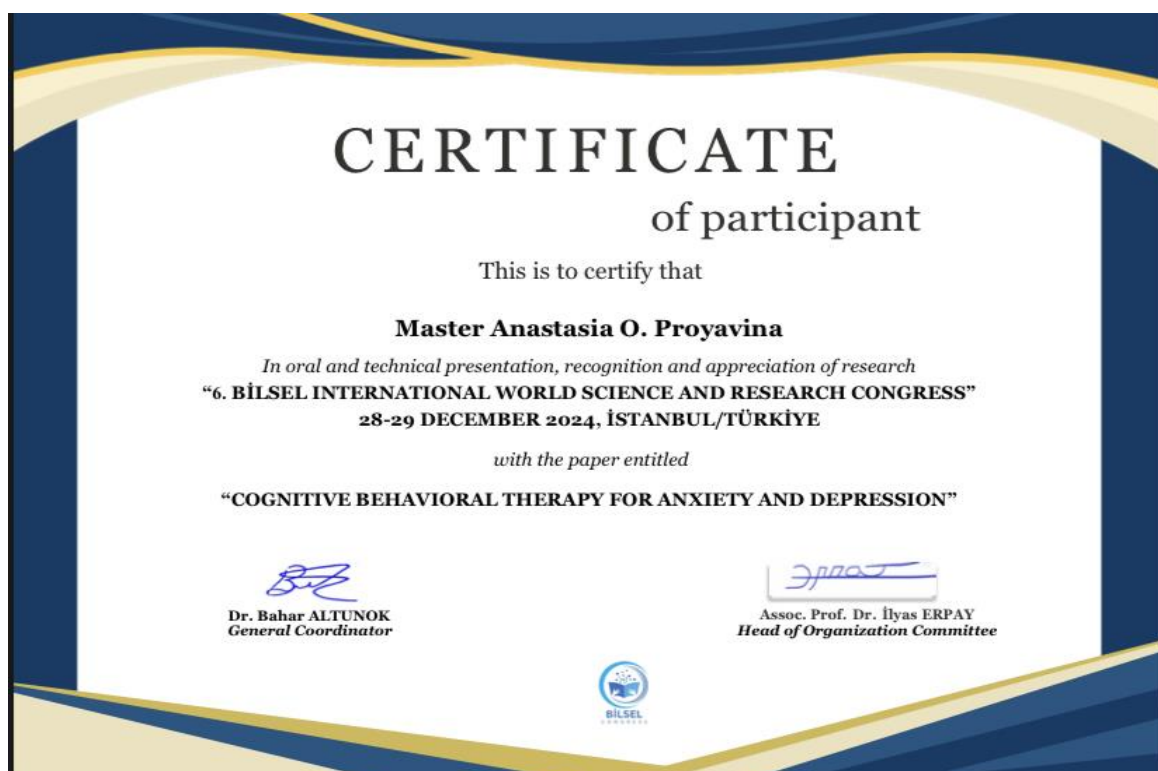 CERTIFICATE
of participant
This is to certify that
Master Anastasia O. Proyavina
In oral and technical presentation, recognition and appreciation of research
“6. BİLSEL INTERNATIONAL WORLD SCIENCE AND RESEARCH CONGRESS”
28-29 DECEMBER 2024, İSTANBUL/TÜRKİYE
with the paper entitled
“COGNITIVE BEHAVIORAL THERAPY FOR ANXIETY AND DEPRESSION”
Dr. Bahar ALTUNOK
General Coordinator
Assoc. Prof. Dr. İlyas ERPAY
Head of Organization Committee
BİLSEL
CONGRESS